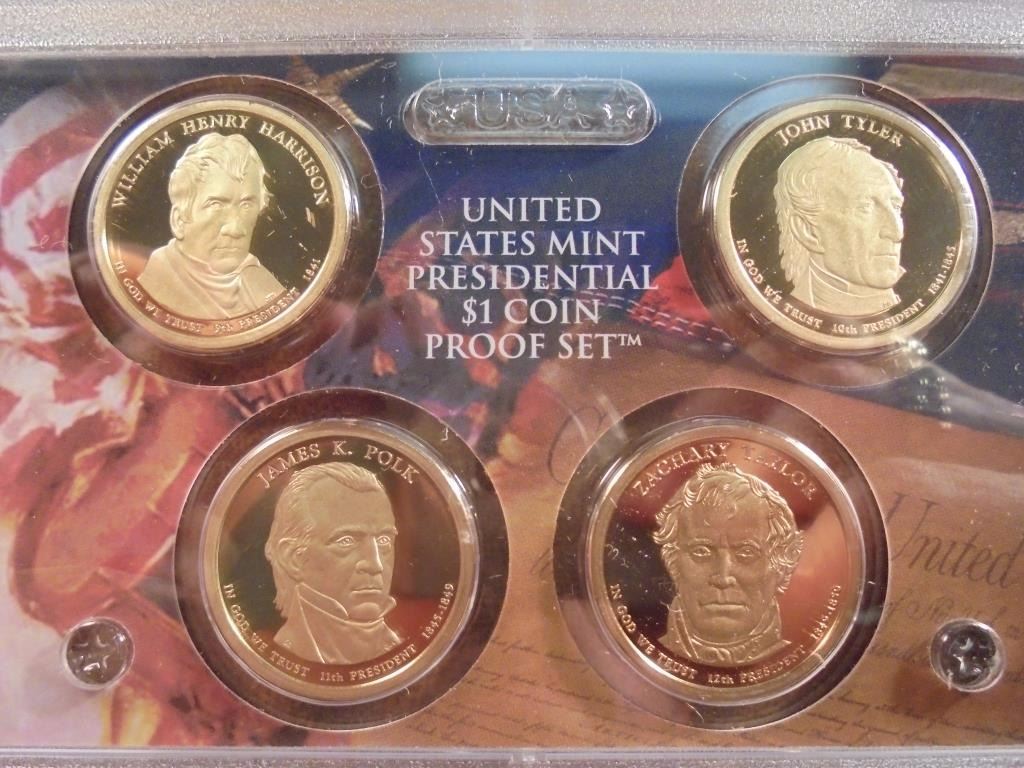 USA
WILLIAM HENRY HARRISON
IN GOD WE TRUST 9th PRESIDENT 1841
UNITED
STATES MINT
PRESIDENTIAL
$1 COIN
PROOF SET™
JOHN TYLER
IN GOD WE TRUST 10th PRESIDENT 1841-1845
JAMES K. POLK
IN GOD WE TRUST 11th PRESIDENT 1845-1849
ZACHARY TAYLOR
IN GOD WE TRUST 12th PRESIDENT 1849-1850
United